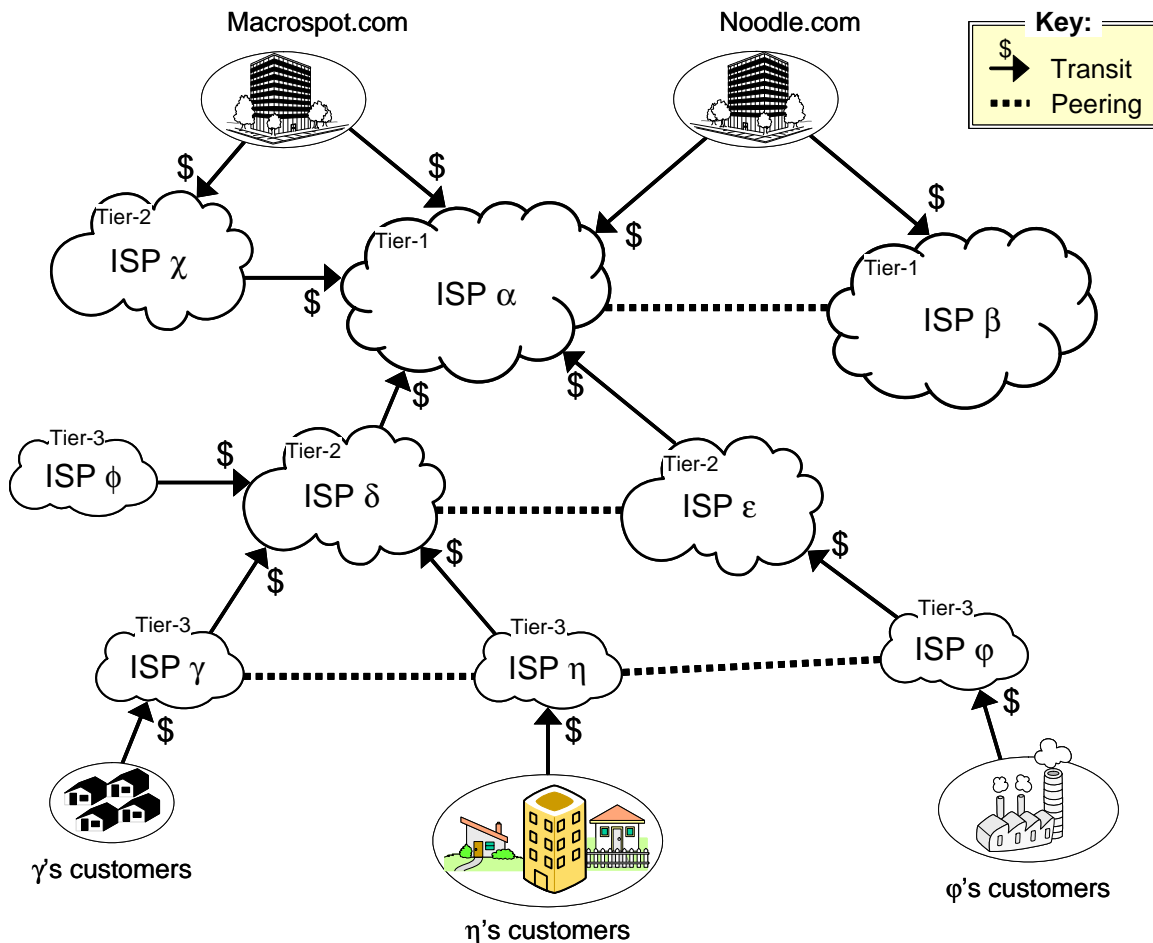 Macrospot.com
Noodle.com
Key:
$
Transit
Peering
$
$
$
$
Tier-2
ISP χ
Tier-1
ISP α
Tier-1
ISP β
$
$
$
Tier-3
ISP ϕ
$
Tier-2
ISP δ
Tier-2
ISP ε
$
$
$
Tier-3
ISP γ
Tier-3
ISP η
Tier-3
ISP φ
$
$
$
γ's customers
η's customers
φ's customers